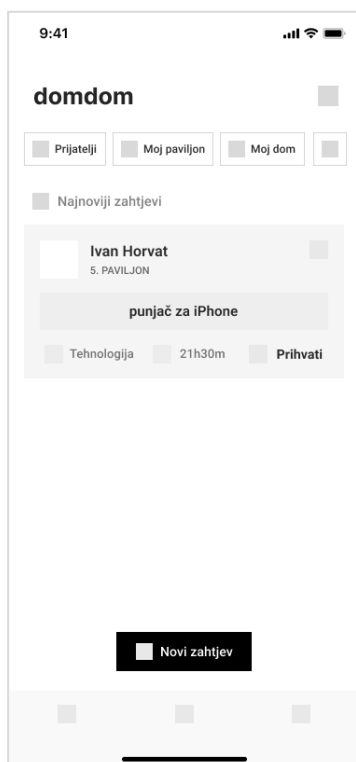 9:41
domdom
Prijatelji Moj paviljon Moj dom
Najnoviji zahtjevi
Ivan Horvat
5. PAVILJON
punjač za iPhone
Tehnologija 21h30m Prihvati
Novi zahtjev